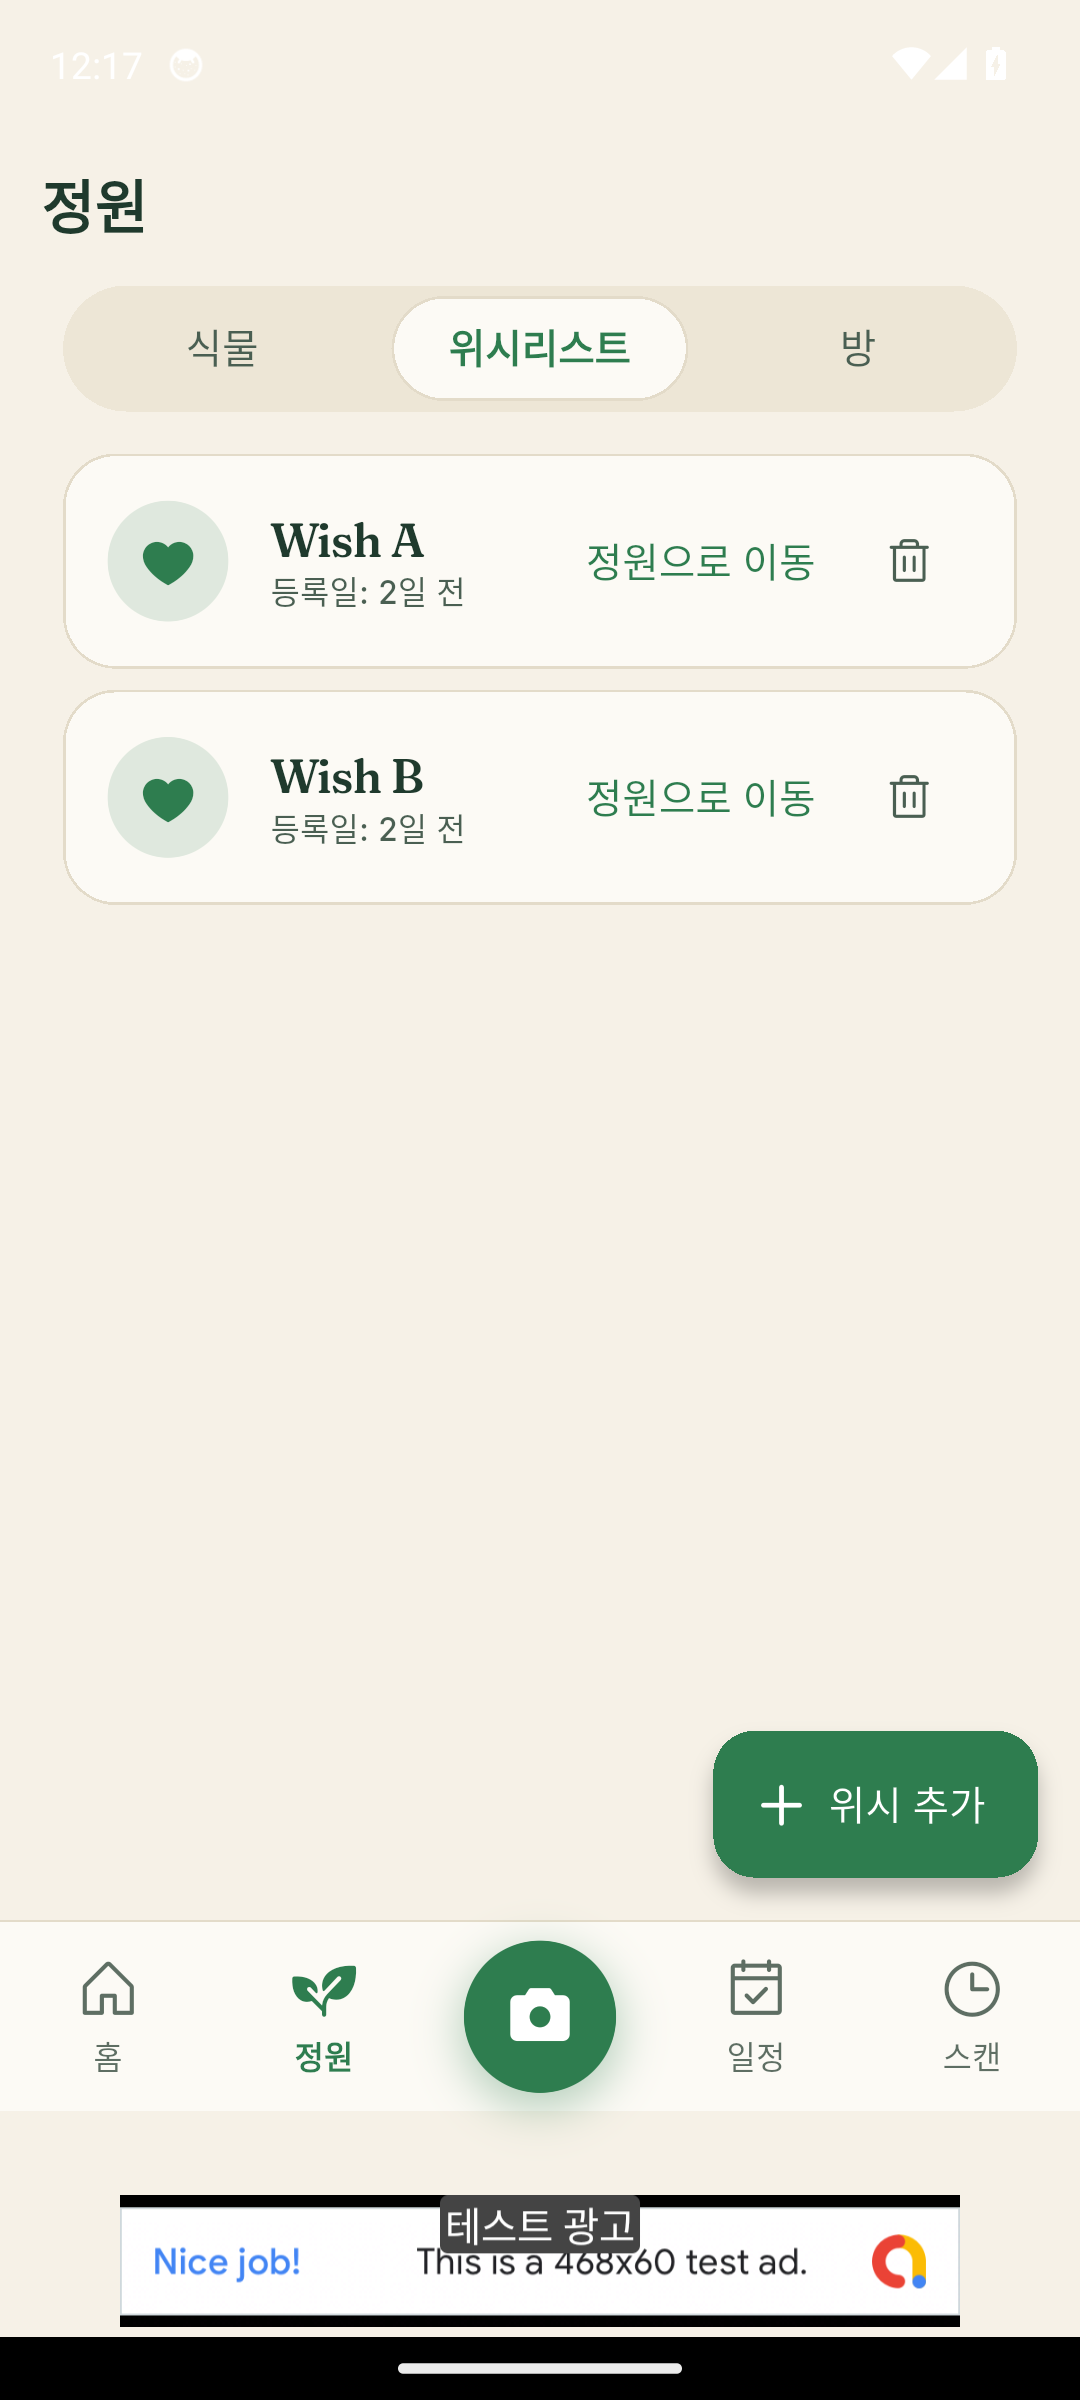 12:17
정원
식물
위시리스트
방
Wish A
등록일: 2일 전
정원으로 이동
Wish B
등록일: 2일 전
정원으로 이동
위시 추가
홈
정원
일정
스캔
테스트 광고
Nice job!
This is a 468x60 test ad.